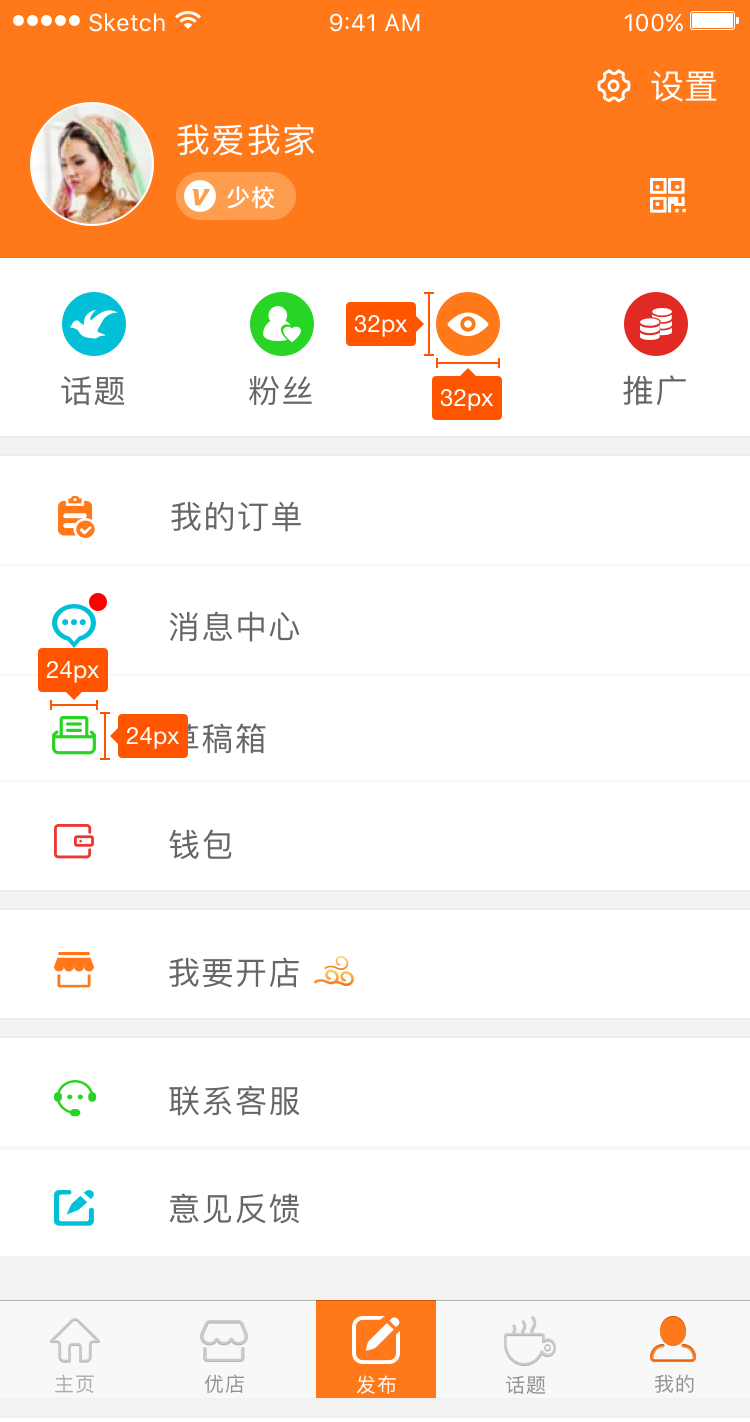 Sketch 9:41 AM 100%
设置
我爱我家
V 少校
32px
话题 粉丝 推广
32px
我的订单
消息中心
24px
24px 草稿箱
钱包
我要开店
联系客服
意见反馈
主页 优店 发布 话题 我的